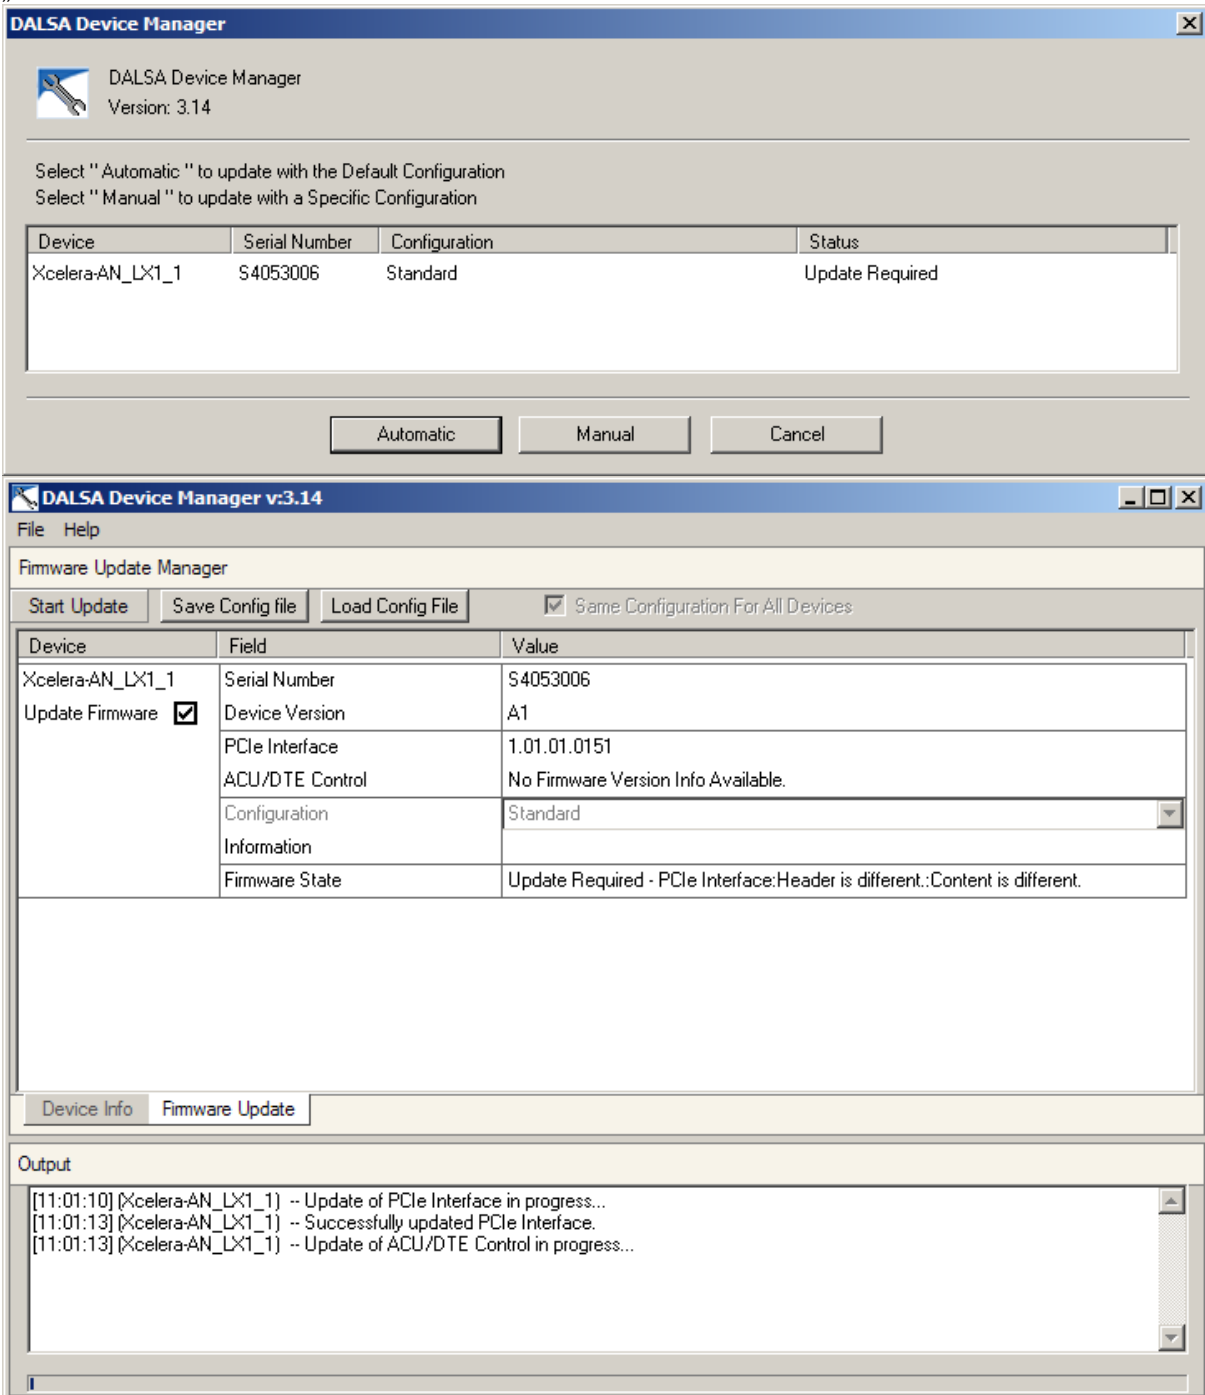 DALSA Device Manager
DALSA Device Manager
Version: 3.14
Select " Automatic " to update with the Default Configuration
Select " Manual " to update with a Specific Configuration
Device Serial Number Configuration Status
Xcelera-AN_LX1_1 S4053006 Standard Update Required
Automatic Manual Cancel
DALSA Device Manager v:3.14
File Help
Firmware Update Manager
Start Update Save Config file Load Config File Same Configuration For All Devices
Device Field Value
Xcelera-AN_LX1_1 Serial Number S4053006
Update Firmware Device Version A1
PCIe Interface 1.01.01.0151
ACU/DTE Control No Firmware Version Info Available.
Configuration Standard
Information
Firmware State Update Required - PCIe Interface:Header is different.:Content is different.
Device Info Firmware Update
Output
[11:01:10] (Xcelera-AN_LX1_1) -- Update of PCIe Interface in progress...
[11:01:13] (Xcelera-AN_LX1_1) -- Successfully updated PCIe Interface.
[11:01:13] (Xcelera-AN_LX1_1) -- Update of ACU/DTE Control in progress...